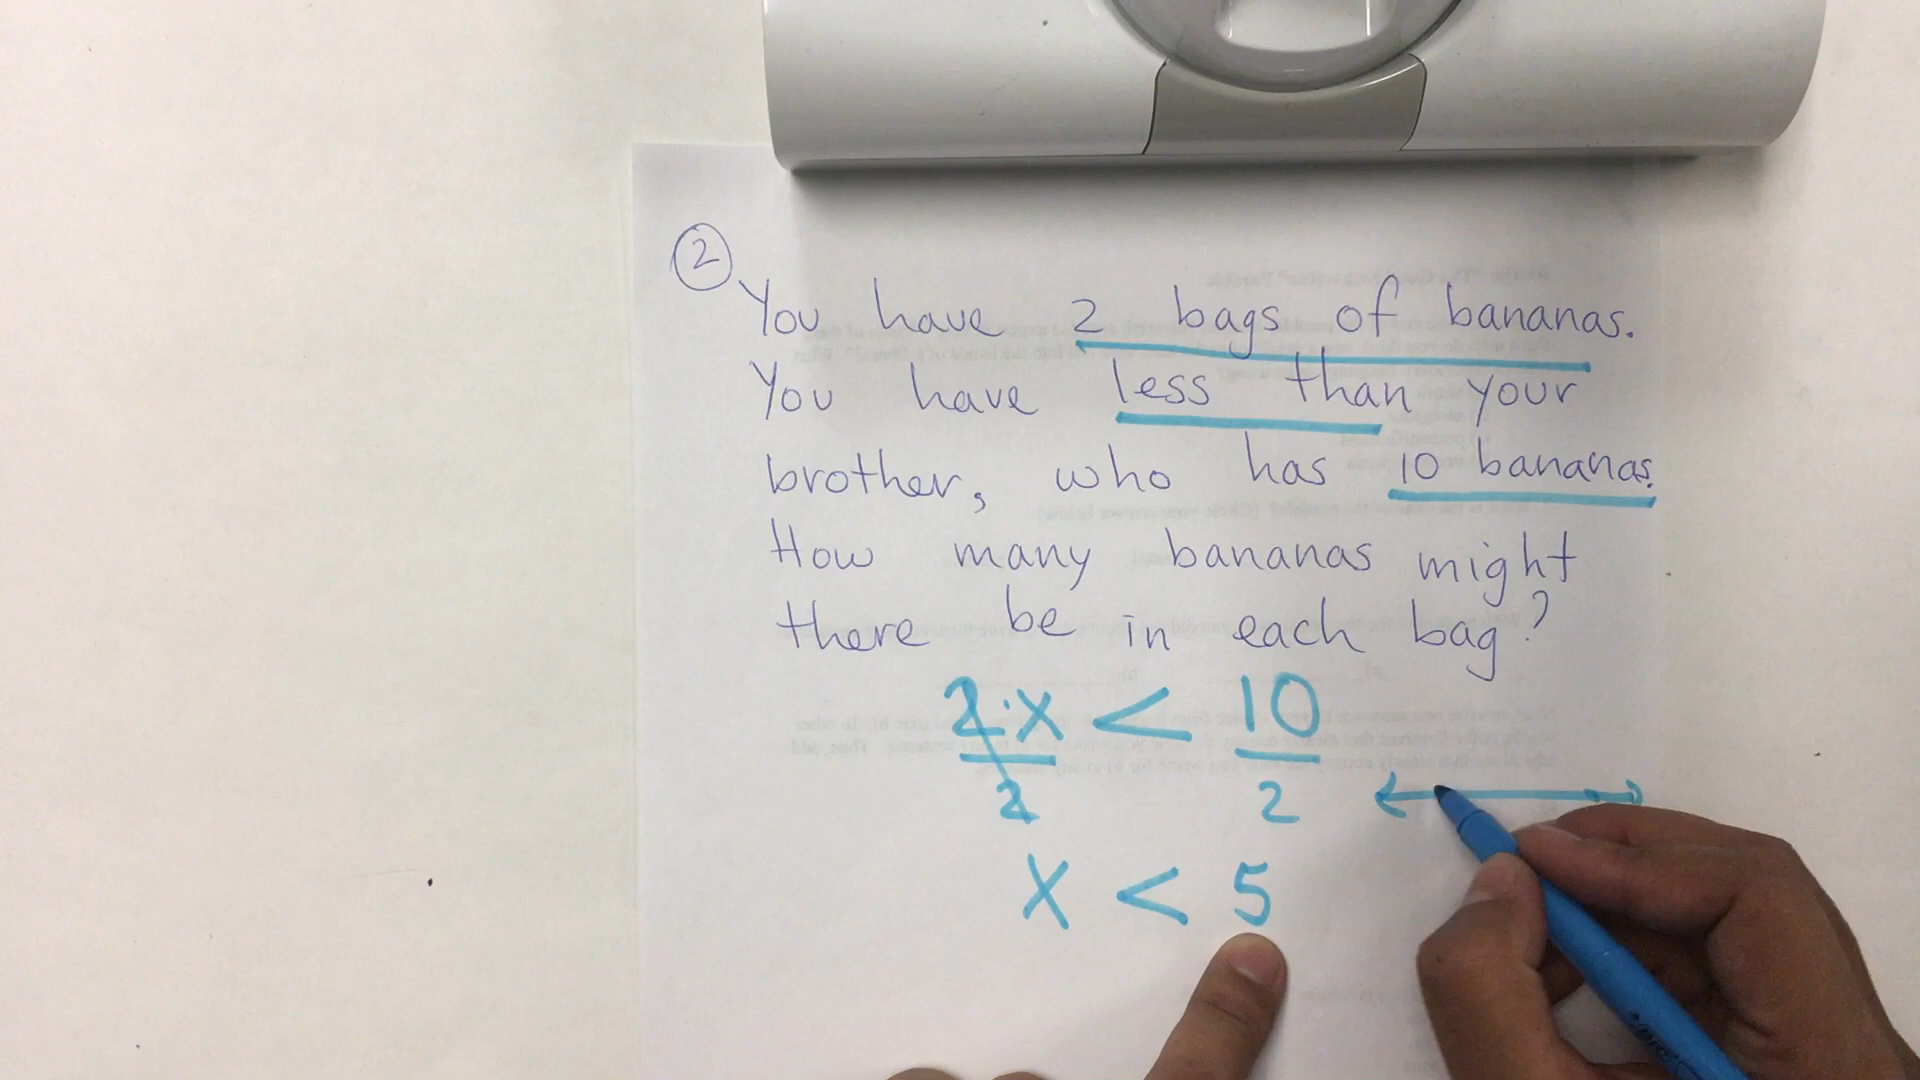 2
You have 2 bags of bananas.
You have less than your
brother, who has 10 bananas.
How many bananas might
there be in each bag?
2·x < 10
2 2
x < 5